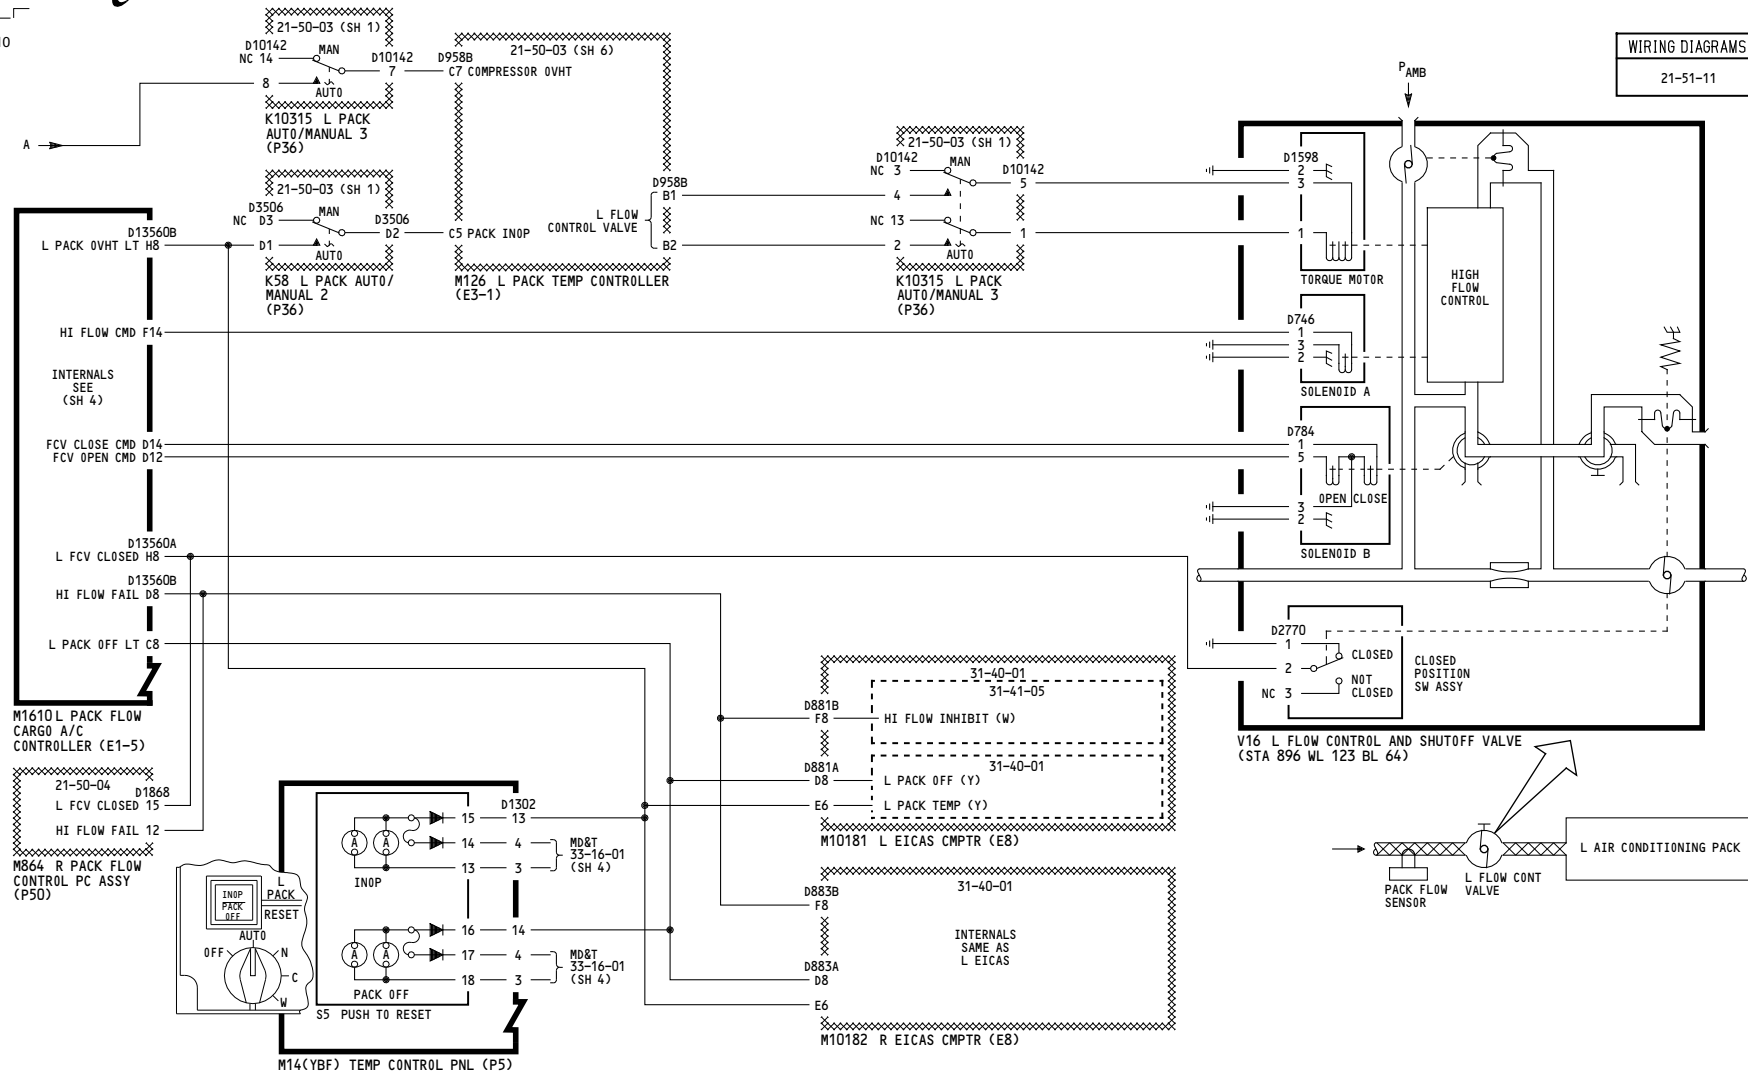 10
21-50-03 (SH 1)
D10142
NC 14
MAN
D10142
7
8
AUTO
K10315 L PACK
AUTO/MANUAL 3
(P36)
A
21-50-03 (SH 6)
D958B
C7 COMPRESSOR OVHT
D958B
B1
L FLOW
CONTROL VALVE
C5 PACK INOP
B2
M126 L PACK TEMP CONTROLLER
(E3-1)
21-50-03 (SH 1)
D3506
NC D3
MAN
D3506
D2
D1
AUTO
K58 L PACK AUTO/
MANUAL 2
(P36)
21-50-03 (SH 1)
D10142
NC 3
MAN
D10142
5
4
NC 13
1
2
AUTO
K10315 L PACK
AUTO/MANUAL 3
(P36)
WIRING DIAGRAMS
21-51-11
PAMB
D1598
2
3
1
TORQUE MOTOR
HIGH
FLOW
CONTROL
D746
1
3
2
SOLENOID A
D784
1
5
OPEN CLOSE
3
2
SOLENOID B
D2770
1
CLOSED
2
NOT
CLOSED
NC 3
CLOSED
POSITION
SW ASSY
V16 L FLOW CONTROL AND SHUTOFF VALVE
(STA 896 WL 123 BL 64)
D13560B
L PACK OVHT LT H8
HI FLOW CMD F14
INTERNALS
SEE
(SH 4)
FCV CLOSE CMD D14
FCV OPEN CMD D12
D13560A
L FCV CLOSED H8
D13560B
HI FLOW FAIL D8
L PACK OFF LT C8
M1610 L PACK FLOW
CARGO A/C
CONTROLLER (E1-5)
21-50-04
D1868
L FCV CLOSED 15
HI FLOW FAIL 12
M864 R PACK FLOW
CONTROL PC ASSY
(P50)
L
PACK
RESET
INOP
PACK
OFF
AUTO
OFF
N
C
W
D1302
15
13
A
A
14
4
13
3
INOP
MD&T
33-16-01
(SH 4)
16
14
A
A
17
4
18
3
PACK OFF
MD&T
33-16-01
(SH 4)
S5 PUSH TO RESET
M14(YBF) TEMP CONTROL PNL (P5)
31-40-01
31-41-05
D881B
F8
HI FLOW INHIBIT (W)
31-40-01
D881A
D8
L PACK OFF (Y)
E6
L PACK TEMP (Y)
M10181 L EICAS CMPTR (E8)
31-40-01
D883B
F8
INTERNALS
SAME AS
L EICAS
D883A
D8
E6
M10182 R EICAS CMPTR (E8)
L AIR CONDITIONING PACK
PACK FLOW
SENSOR
L FLOW CONT
VALVE